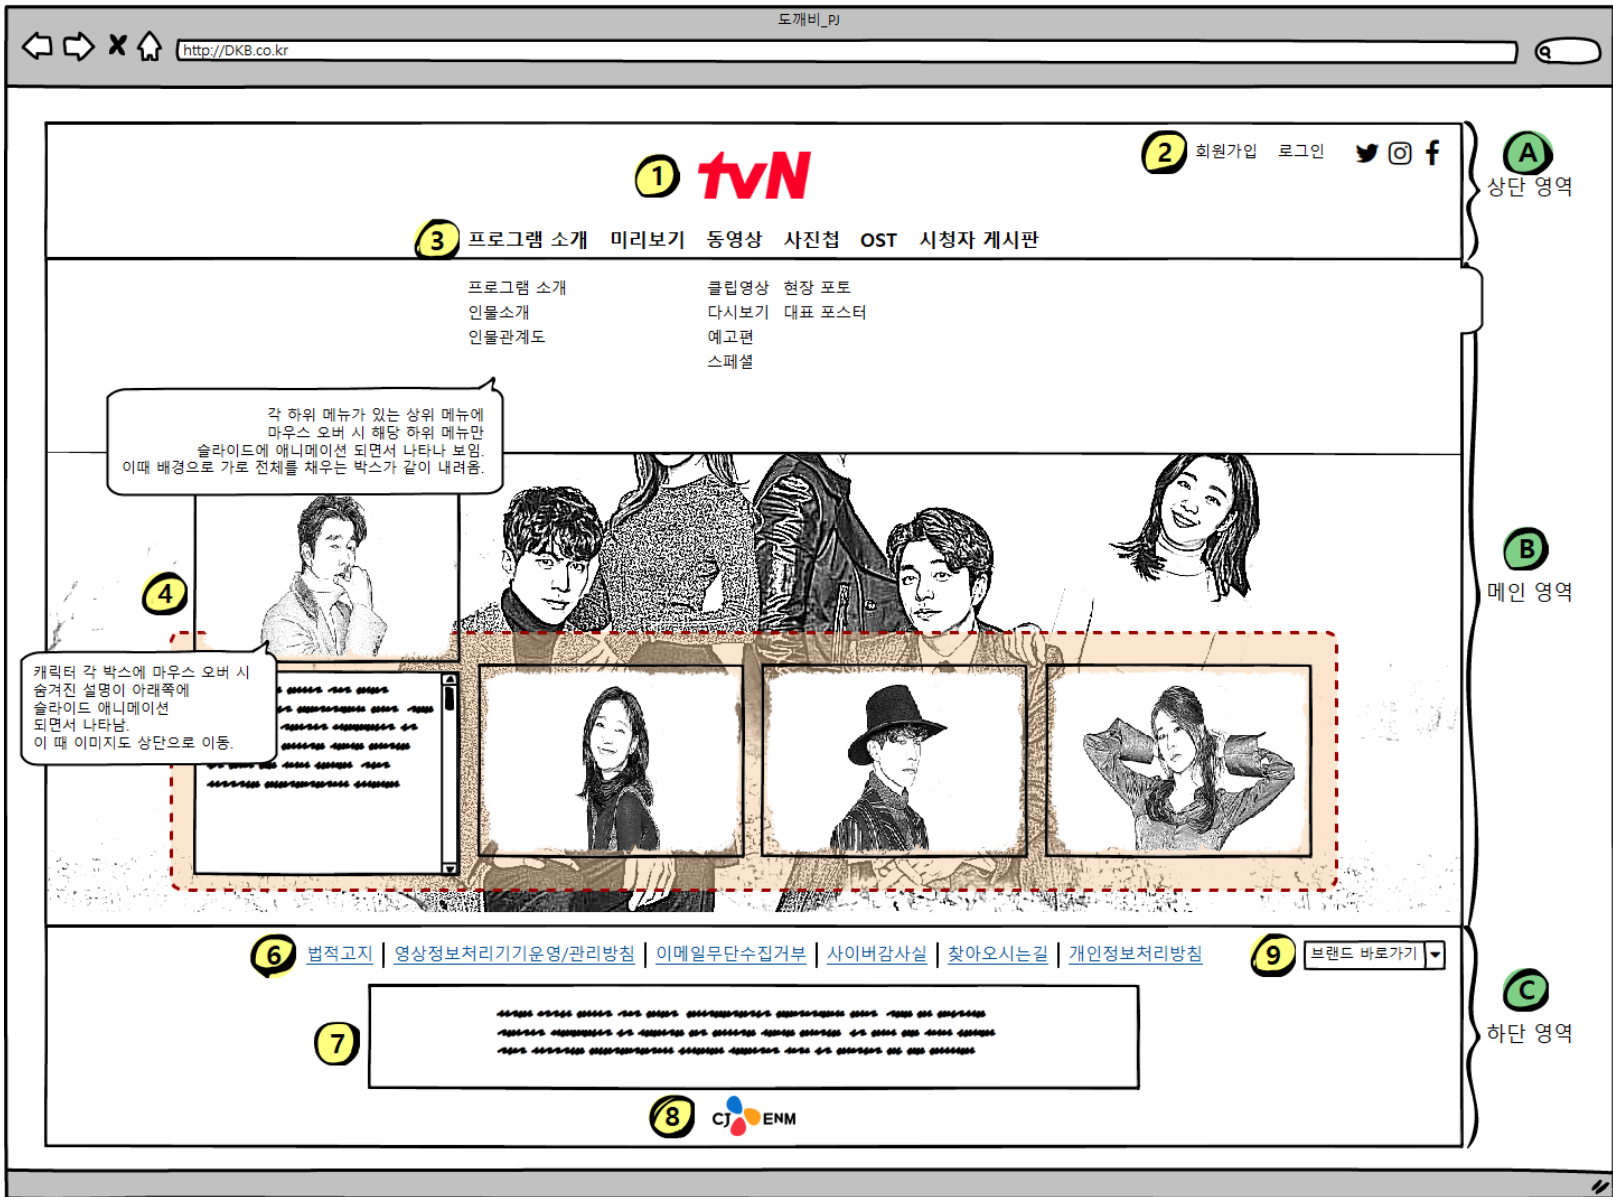 도깨비_PJ
http://DKB.co.kr
1
tvN
2
회원가입 로그인
A
상단 영역
3
프로그램 소개 미리보기 동영상 사진첩 OST 시청자 게시판
프로그램 소개 클립영상 현장 포토
인물소개 다시보기 대표 포스터
인물관계도 예고편
스페셜
각 하위 메뉴가 있는 상위 메뉴에
마우스 오버 시 해당 하위 메뉴만
슬라이드에 애니메이션 되면서 나타나 보임.
이때 배경으로 가로 전체를 채우는 박스가 같이 내려옴.
B
메인 영역
4
캐릭터 각 박스에 마우스 오버 시
숨겨진 설명이 아래쪽에
슬라이드 애니메이션
되면서 나타남.
이 때 이미지도 상단으로 이동.
6
법적고지 영상정보처리기기운영/관리방침 이메일무단수집거부 사이버감사실 찾아오시는길 개인정보처리방침
9
브랜드 바로가기
C
하단 영역
7
8
CJ ENM